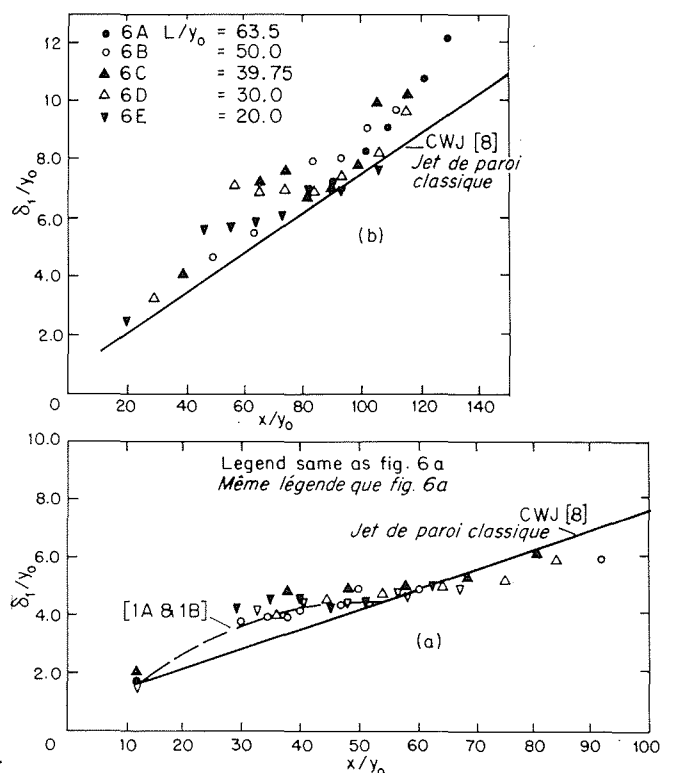 12
10
8.0
6.0
4.0
2.0
0
δ₁/y₀
● 6A L/y₀ = 63.5
○ 6B = 50.0
▲ 6C = 39.75
△ 6D = 30.0
▼ 6E = 20.0
CWJ [8]
Jet de paroi
classique
(b)
20 40 60 80 100 120 140
x/y₀
10.0
8.0
6.0
4.0
2.0
0
δ₁/y₀
Legend same as fig. 6a
Même légende que fig. 6a
CWJ [8]
Jet de paroi classique
[1A & 1B]
(a)
10 20 30 40 50 60 70 80 90 100
x/y₀